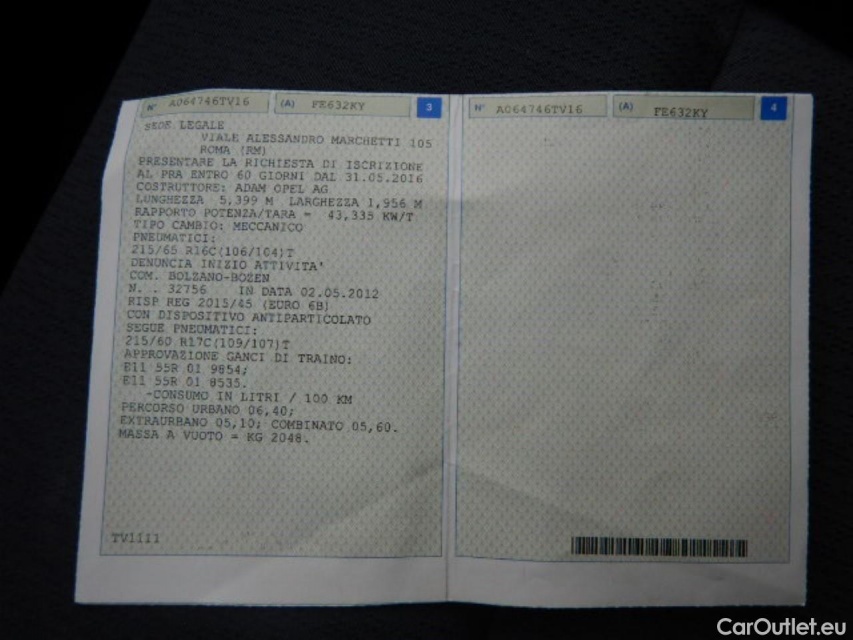 N° A064746TV16 (A) FE632KY 3
SEDE LEGALE
VIALE ALESSANDRO MARCHETTI 105
ROMA (RM)
PRESENTARE LA RICHIESTA DI ISCRIZIONE
AL PRA ENTRO 60 GIORNI DAL 31.05.2016
COSTRUTTORE: ADAM OPEL AG
LUNGHEZZA 5,399 M LARGHEZZA 1,956 M
RAPPORTO POTENZA/TARA = 43,335 KW/T
TIPO CAMBIO: MECCANICO
PNEUMATICI:
215/65 R16C(106/104)T
DENUNCIA INIZIO ATTIVITA'
COM. BOLZANO-BOZEN
N. . 32756 IN DATA 02.05.2012
RISP REG 2015/45 (EURO 6B)
CON DISPOSITIVO ANTIPARTICOLATO
SEGUE PNEUMATICI:
215/60 R17C(109/107)T
APPROVAZIONE GANCI DI TRAINO:
E11 55R 01 9854;
E11 55R 01 8535.
-CONSUMO IN LITRI / 100 KM
PERCORSO URBANO 06,40;
EXTRAURBANO 05,10; COMBINATO 05,60.
MASSA A VUOTO = KG 2048.
TV1111
N° A064746TV16 (A) FE632KY 4
CarOutlet.eu